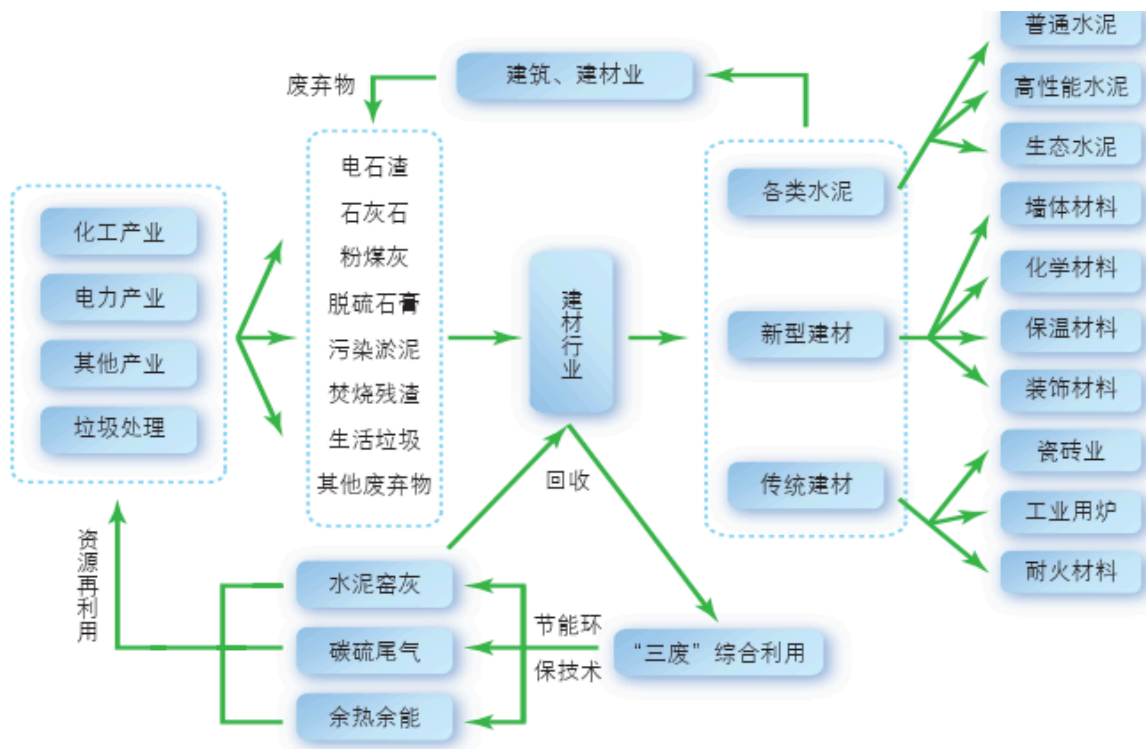 普通水泥
建筑、建材业
废弃物
高性能水泥
生态水泥
电石渣
各类水泥
石灰石
墙体材料
化工产业
粉煤灰
化学材料
电力产业
脱硫石膏
建材行业
新型建材
保温材料
其他产业
污染淤泥
焚烧残渣
装饰材料
垃圾处理
生活垃圾
瓷砖业
其他废弃物
回收
传统建材
工业用炉
资源再利用
水泥窑灰
耐火材料
节能环
保技术
碳硫尾气
“三废”综合利用
余热余能